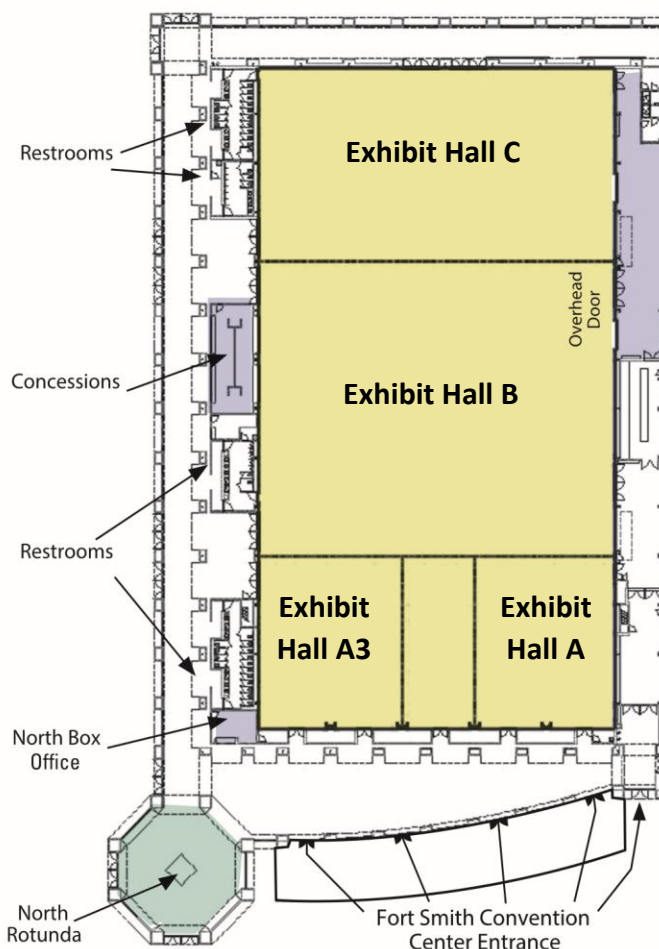 Restrooms
Exhibit Hall C
Overhead
Door
Concessions
Exhibit Hall B
Restrooms
Exhibit
Hall A3
Exhibit
Hall A
North Box
Office
North
Rotunda
Fort Smith Convention
Center Entrance